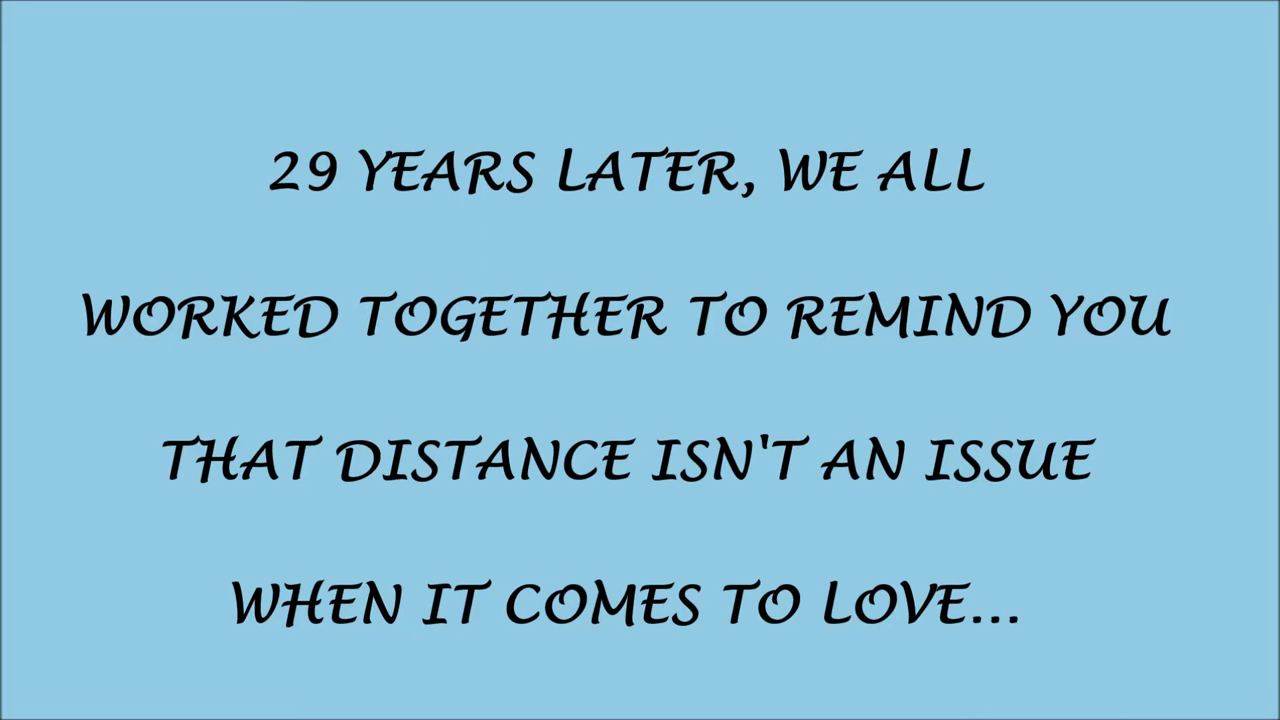 29 YEARS LATER, WE ALL
WORKED TOGETHER TO REMIND YOU
THAT DISTANCE ISN'T AN ISSUE
WHEN IT COMES TO LOVE...